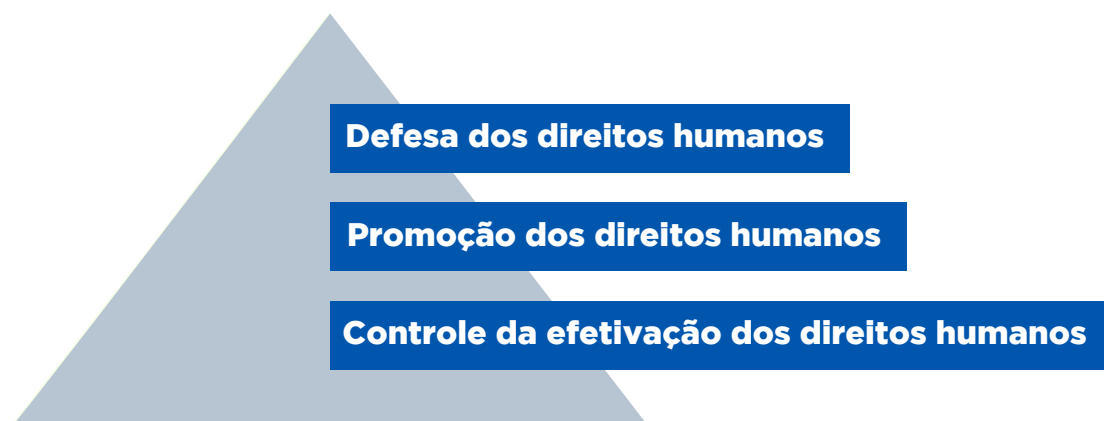 Defesa dos direitos humanos
Promoção dos direitos humanos
Controle da efetivação dos direitos humanos